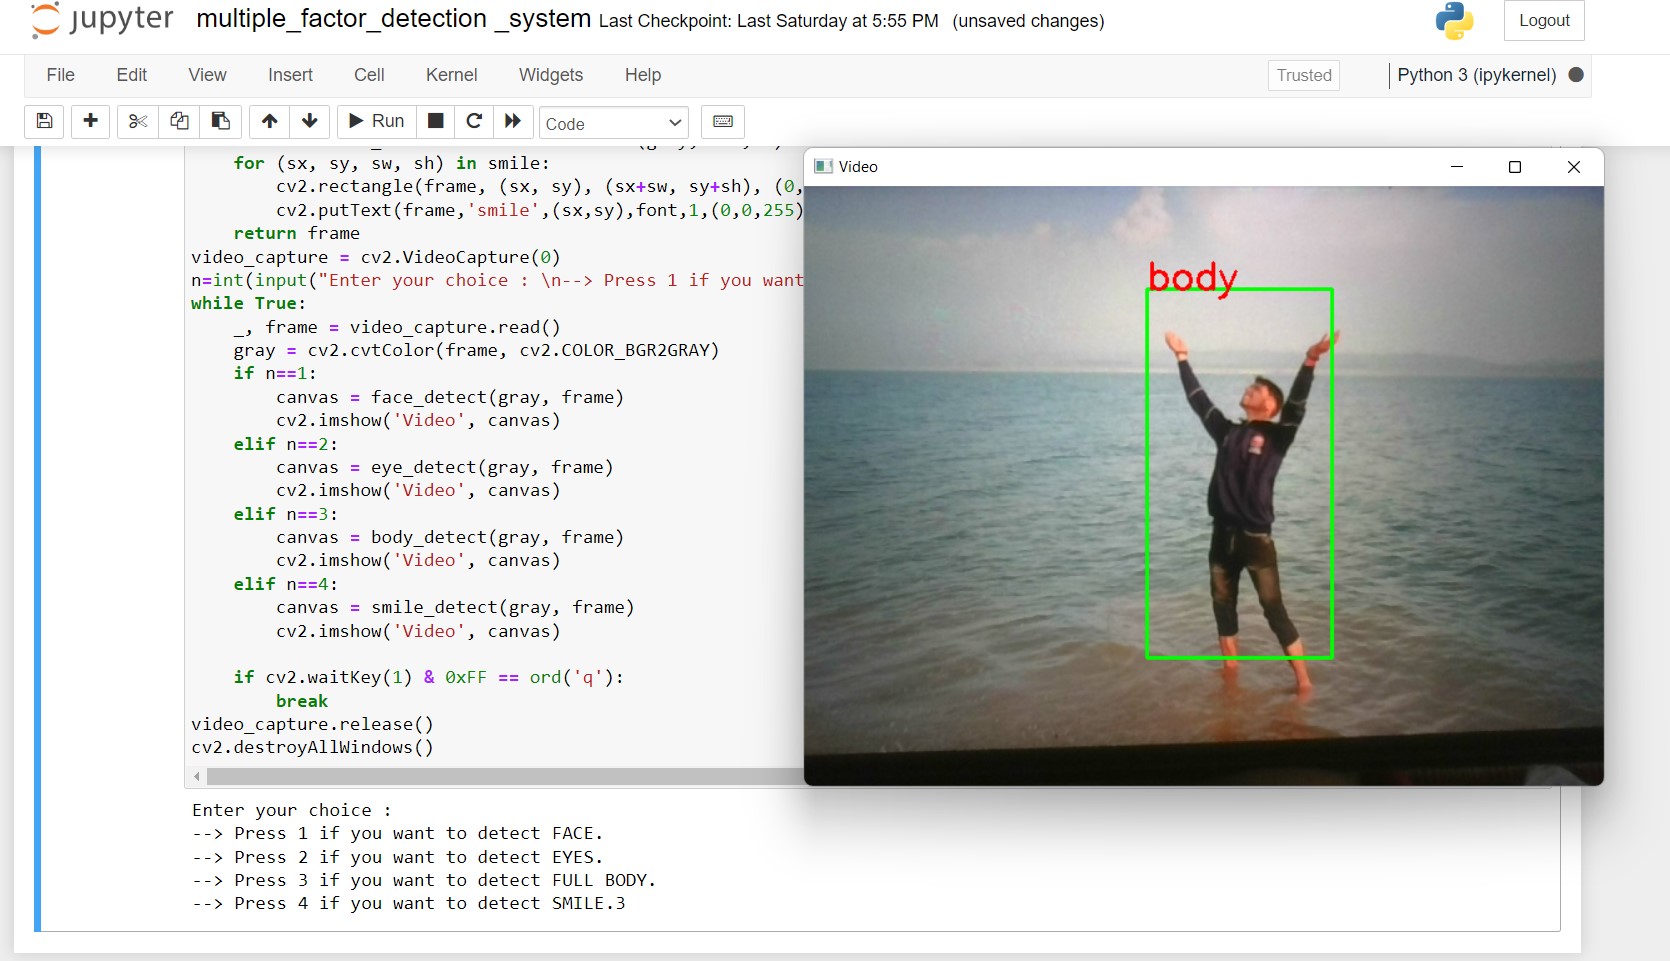 jupyter multiple_factor_detection _system Last Checkpoint: Last Saturday at 5:55 PM (unsaved changes) Logout
File Edit View Insert Cell Kernel Widgets Help Trusted Python 3 (ipykernel)
Run Code
for (sx, sy, sw, sh) in smile:
cv2.rectangle(frame, (sx, sy), (sx+sw, sy+sh), (0,
cv2.putText(frame,'smile',(sx,sy),font,1,(0,0,255)
return frame
video_capture = cv2.VideoCapture(0)
n=int(input("Enter your choice : \n--> Press 1 if you want
while True:
_, frame = video_capture.read()
gray = cv2.cvtColor(frame, cv2.COLOR_BGR2GRAY)
if n==1:
canvas = face_detect(gray, frame)
cv2.imshow('Video', canvas)
elif n==2:
canvas = eye_detect(gray, frame)
cv2.imshow('Video', canvas)
elif n==3:
canvas = body_detect(gray, frame)
cv2.imshow('Video', canvas)
elif n==4:
canvas = smile_detect(gray, frame)
cv2.imshow('Video', canvas)
if cv2.waitKey(1) & 0xFF == ord('q'):
break
video_capture.release()
cv2.destroyAllWindows()
Enter your choice :
--> Press 1 if you want to detect FACE.
--> Press 2 if you want to detect EYES.
--> Press 3 if you want to detect FULL BODY.
--> Press 4 if you want to detect SMILE.3
Video
body